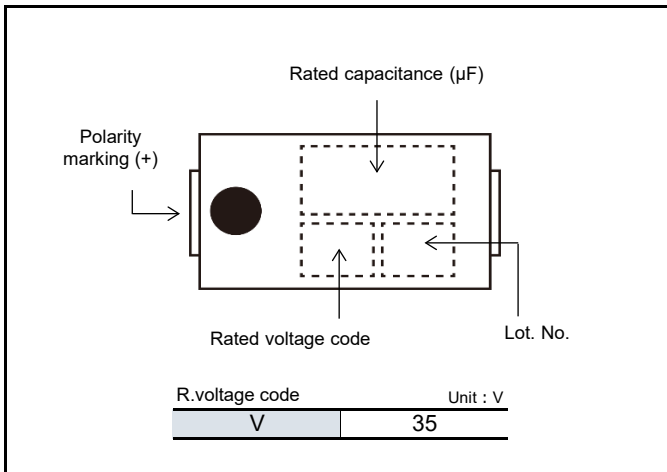 Rated capacitance (µF)
Polarity
marking (+)
Rated voltage code
Lot. No.
R.voltage code Unit : V
V 35